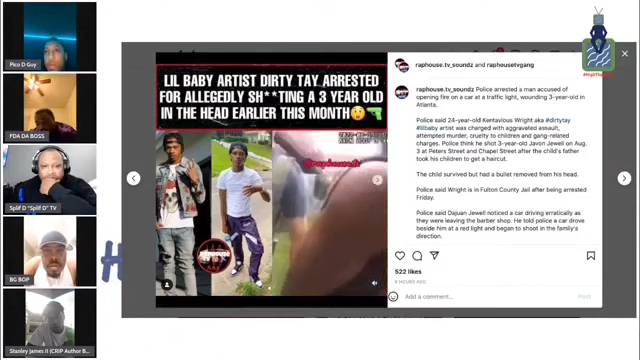 Pico D Guy
FDA DA BOSS
Splif D "Splif D" TV
BG BOP
Stanley James II (CRIP Author B...
LIL BABY ARTIST DIRTY TAY ARRESTED
FOR ALLEGEDLY SH**TING A 3 YEAR OLD
IN THE HEAD EARLIER THIS MONTH
@raphousetv
raphouse.tv_soundz and raphousetvgang
raphouse.tv_soundz Police arrested a man accused of
opening fire on a car at a traffic light, wounding 3-year-old in
Atlanta.
Police said 24-year-old Kentavious Wright aka #dirtytay
#lilbaby artist was charged with aggravated assault,
attempted murder, cruelty to children and gang-related
charges. Police think he shot 3-year-old Javon Jewell on Aug.
3 at Peters Street and Chapel Street after the child's father
took his children to get a haircut.
The child survived but had a bullet removed from his head.
Police said Wright is in Fulton County Jail after being arrested
Friday.
Police said Dajuan Jewell noticed a car driving erratically as
they were leaving the barber shop. He told police a car drove
beside him at a red light and began to shoot in the family's
direction.
522 likes
Add a comment...
Post